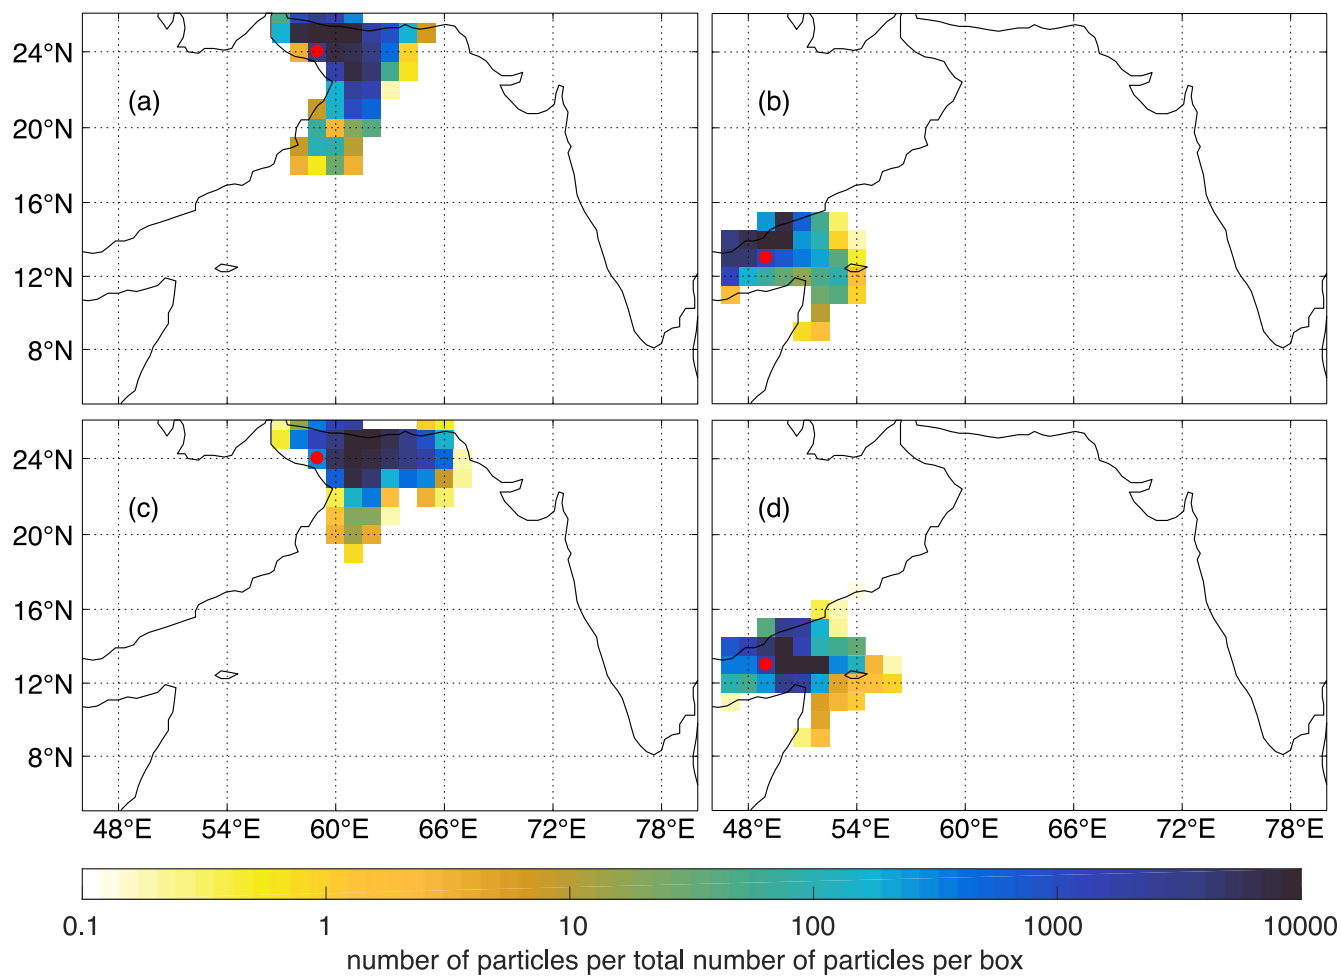 24°N
20°N
16°N
12°N
8°N
(a)
(b)
24°N
20°N
16°N
12°N
8°N
(c)
(d)
48°E 54°E 60°E 66°E 72°E 78°E 48°E 54°E 60°E 66°E 72°E 78°E
0.1 1 10 100 1000 10000
number of particles per total number of particles per box